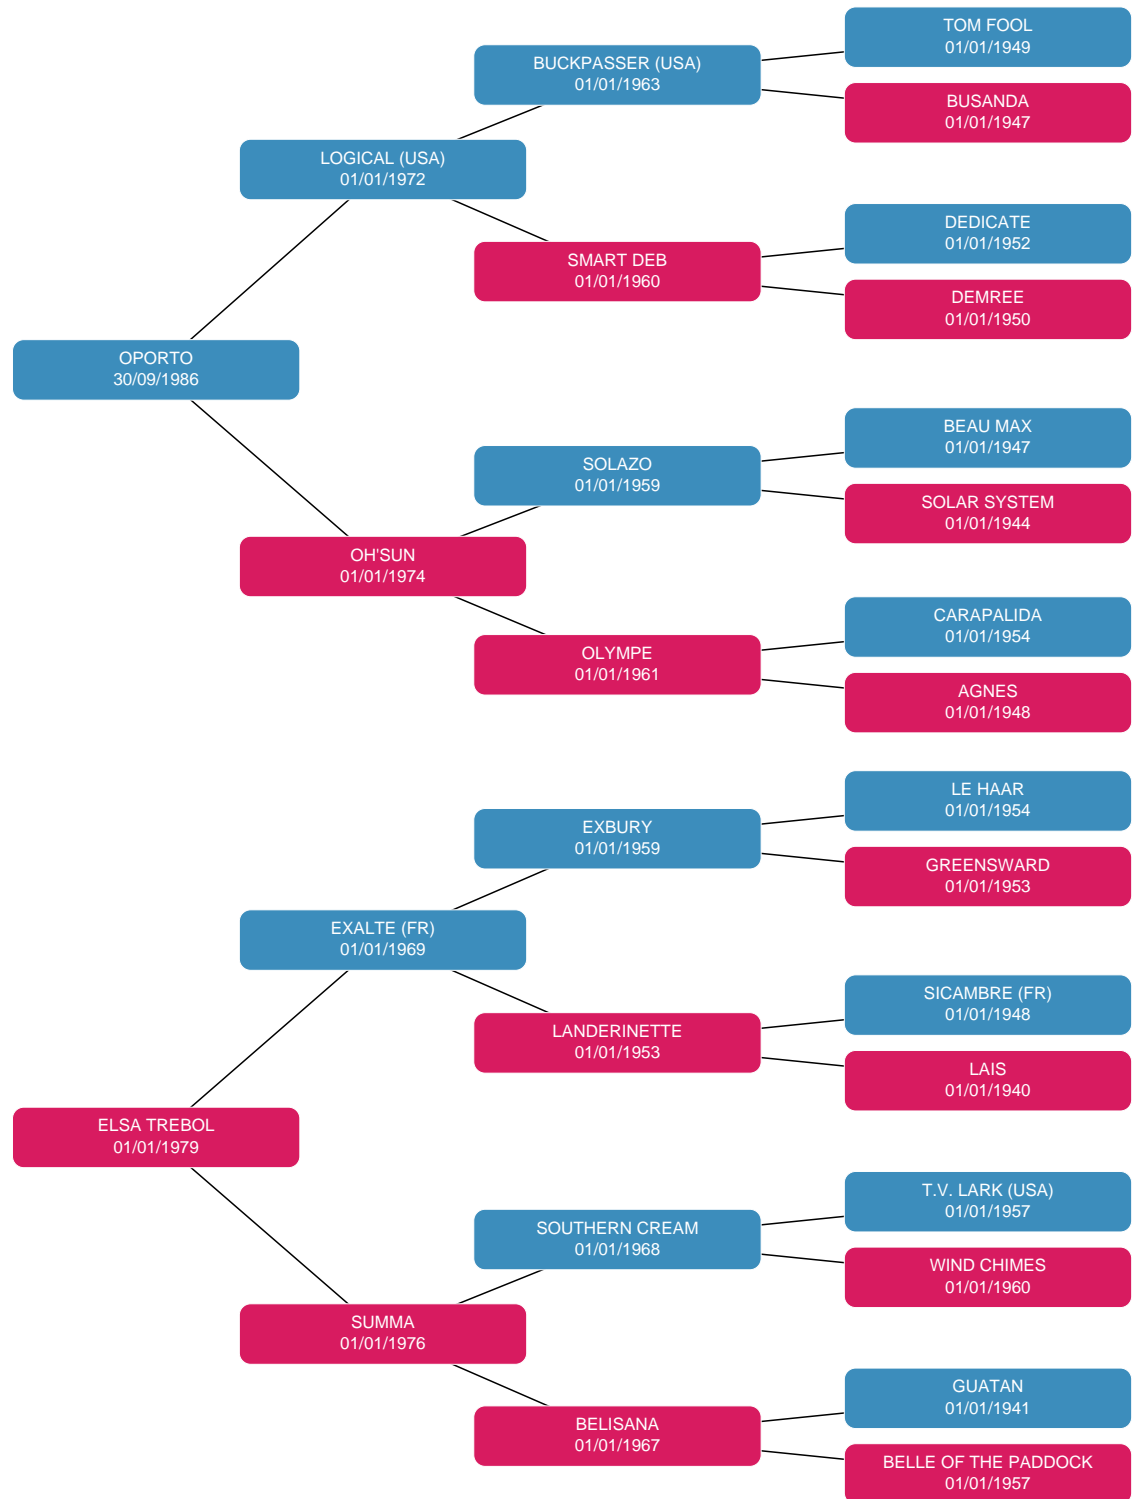 TOM FOOL
01/01/1949
BUCKPASSER (USA)
01/01/1963
BUSANDA
01/01/1947
LOGICAL (USA)
01/01/1972
DEDICATE
01/01/1952
SMART DEB
01/01/1960
DEMREE
01/01/1950
OPORTO
30/09/1986
BEAU MAX
01/01/1947
SOLAZO
01/01/1959
SOLAR SYSTEM
01/01/1944
OH'SUN
01/01/1974
CARAPALIDA
01/01/1954
OLYMPE
01/01/1961
AGNES
01/01/1948
LE HAAR
01/01/1954
EXBURY
01/01/1959
GREENSWARD
01/01/1953
EXALTE (FR)
01/01/1969
SICAMBRE (FR)
01/01/1948
LANDERINETTE
01/01/1953
LAIS
01/01/1940
ELSA TREBOL
01/01/1979
T.V. LARK (USA)
01/01/1957
SOUTHERN CREAM
01/01/1968
WIND CHIMES
01/01/1960
SUMMA
01/01/1976
GUATAN
01/01/1941
BELISANA
01/01/1967
BELLE OF THE PADDOCK
01/01/1957